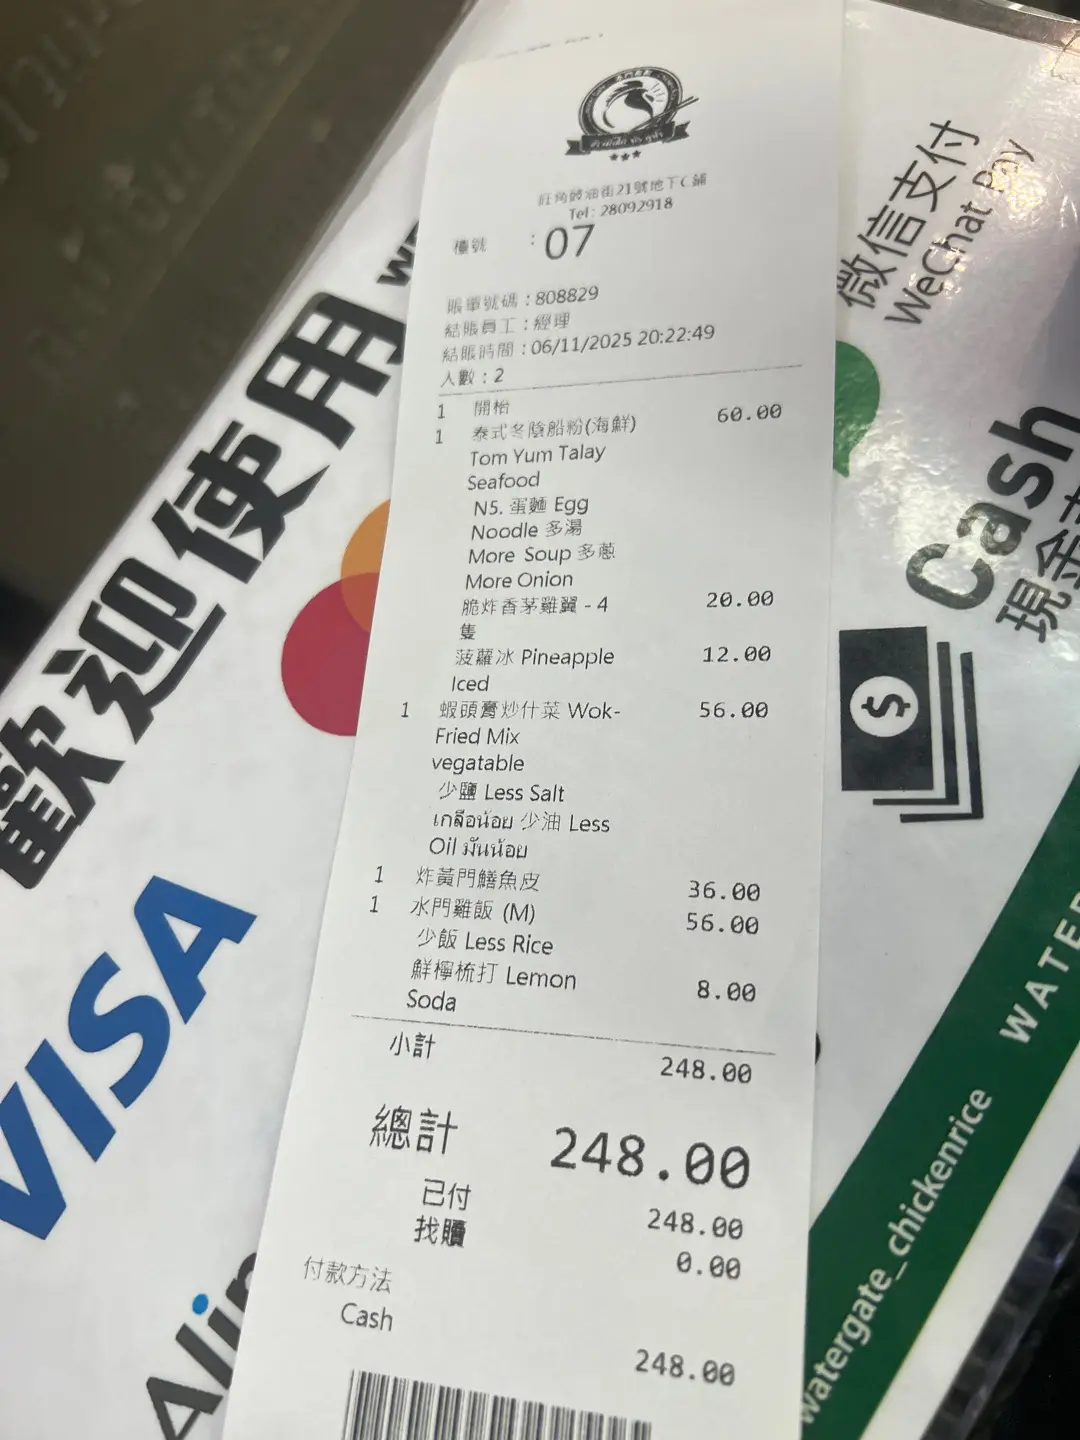 旺角豉油街21號地下C鋪
Tel: 28092918
檯號 : 07
賬單號碼 : 808829
結賬員工 : 經理
結賬時間 : 06/11/2025 20:22:49
人數 : 2
1 開枱
1 泰式冬陰船粉(海鮮) 60.00
Tom Yum Talay
Seafood
N5. 蛋麵 Egg
Noodle 多湯
More Soup 多蔥
More Onion
脆炸香茅雞翼 - 4 20.00
隻
菠蘿冰 Pineapple 12.00
Iced
1 蝦頭膏炒什菜 Wok- 56.00
Fried Mix
vegatable
少鹽 Less Salt
เกลือน้อย 少油 Less
Oil มันน้อย
1 炸黃門鱔魚皮 36.00
1 水門雞飯 (M) 56.00
少飯 Less Rice
鮮檸梳打 Lemon 8.00
Soda
小計 248.00
總計 248.00
已付 248.00
找贖 0.00
付款方法
Cash
248.00
歡迎使用
VISA
微信支付
WeChat Pay
Cash
watergate_chickenrice